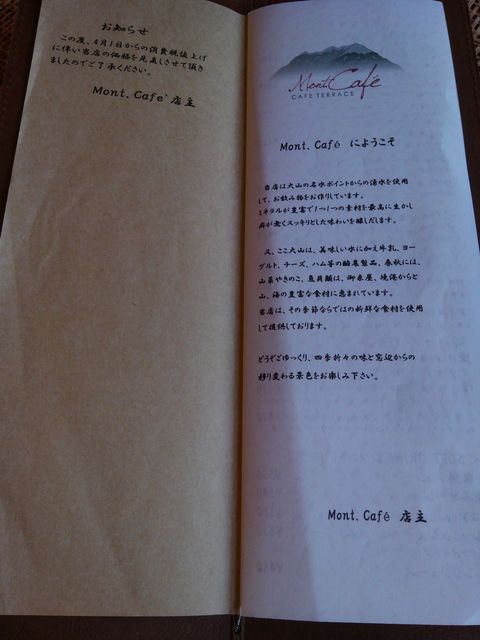 お知らせ
この度、4月1日からの消費税値上げ
に伴い当店の価格を見直しさせて頂き
ましたのでご了承ください。
Mont. Cafe' 店主
Mont. Café
CAFE TERRACE
Mont. Café にようこそ
当店は大山の名水ポイントからの湧水を使用
して、お飲み物をお作りしています。
ミネラルが豊富で1つ1つの素材を最高に生かし
癖が無くスッキリとした味わいを醸しだします。
又、ここ大山は、美味しい水に加え牛乳、ヨー
グルト、チーズ、ハム等の酪農製品、春秋には、
山菜やきのこ、魚貝類は、御来屋、境港からと
山、海の豊富な食材に恵まれています。
当店は、その季節ならではの新鮮な食材を使用
して提供しております。
どうぞごゆっくり、四季折々の味と窓辺からの
移り変わる景色をお楽しみ下さい。
Mont. Café 店主